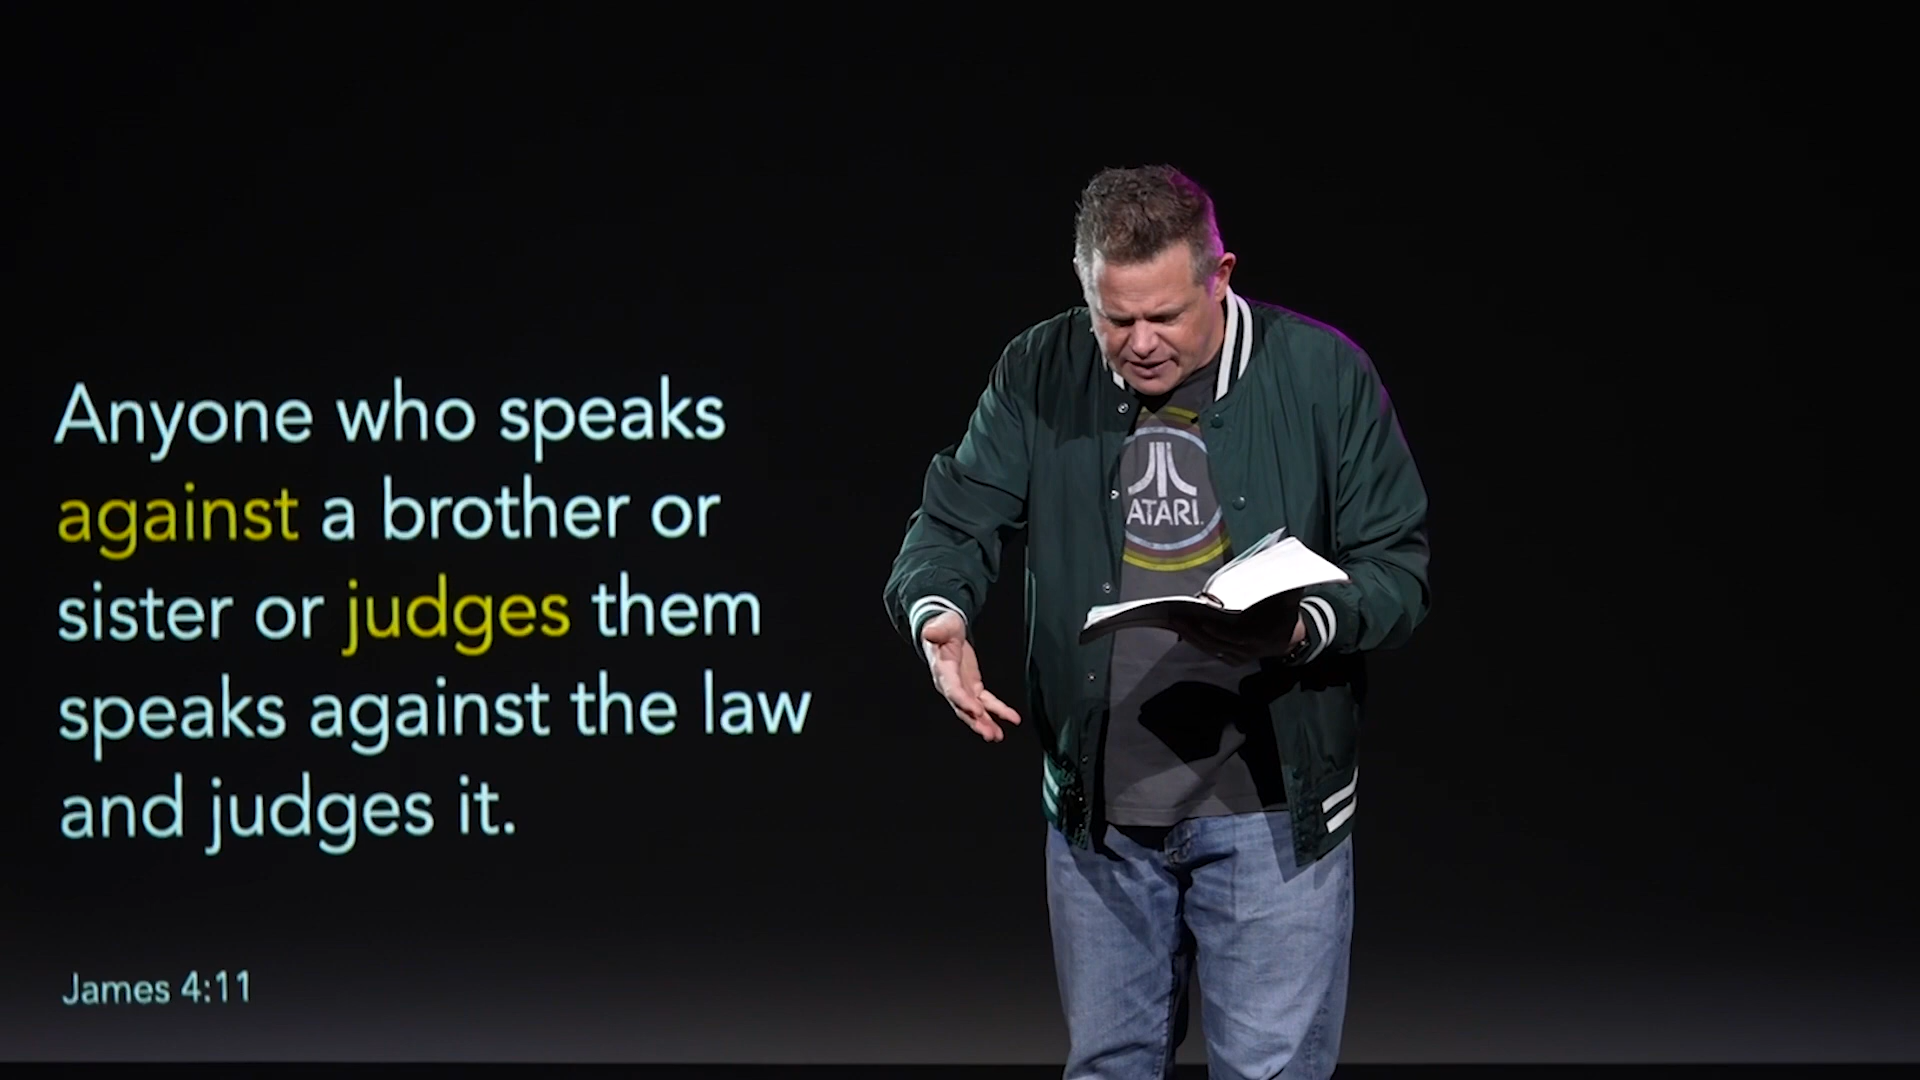 Anyone who speaks
against a brother or
sister or judges them
speaks against the law
and judges it.
James 4:11
ATARI